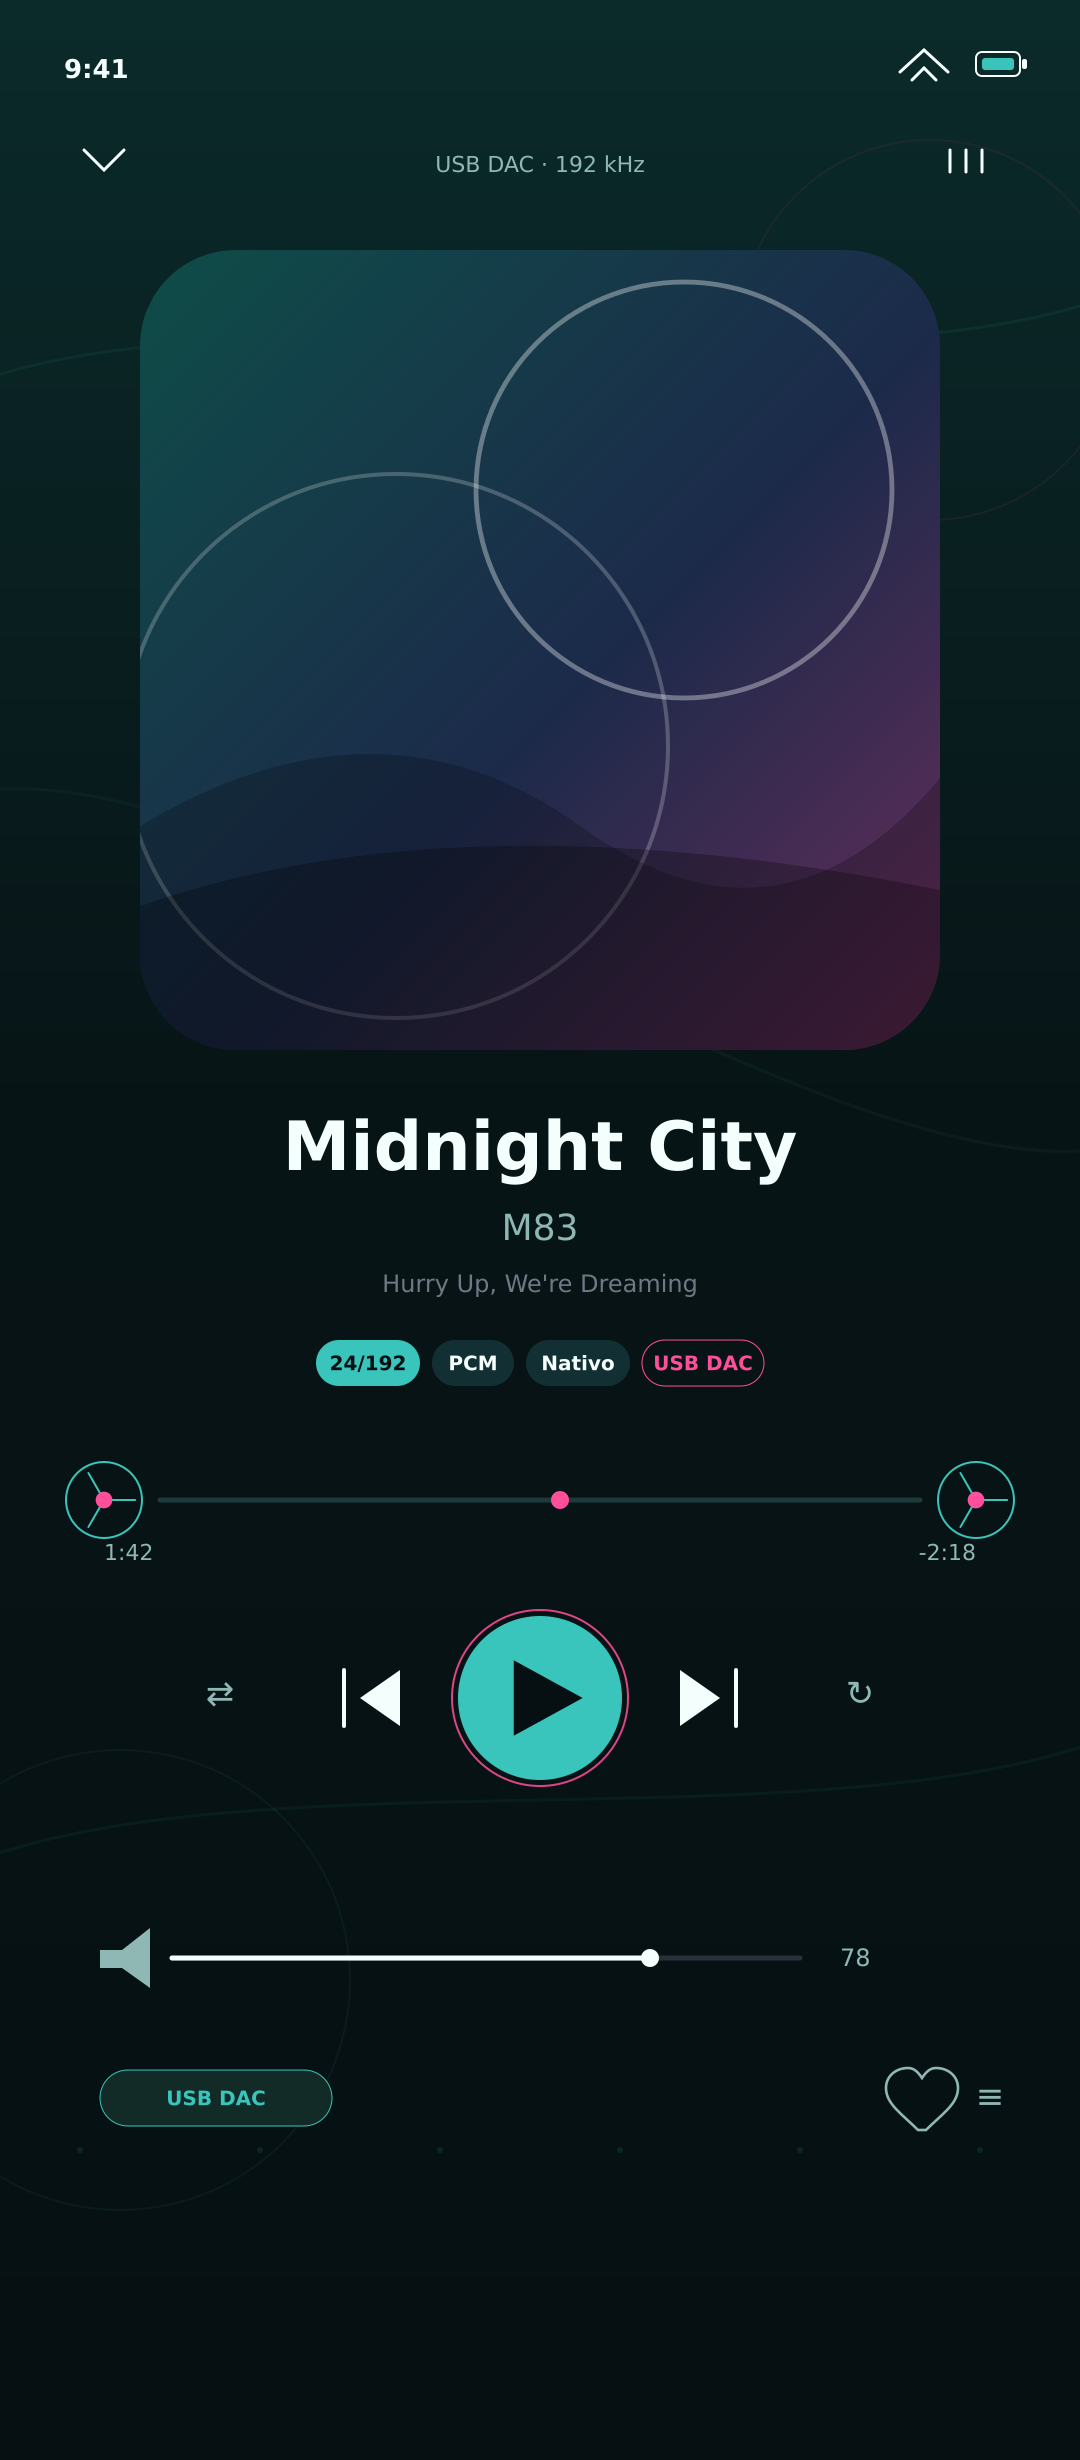 9:41
USB DAC · 192 kHz
Midnight City
M83
Hurry Up, We're Dreaming
24/192 PCM Nativo USB DAC
1:42 -2:18
78
USB DAC